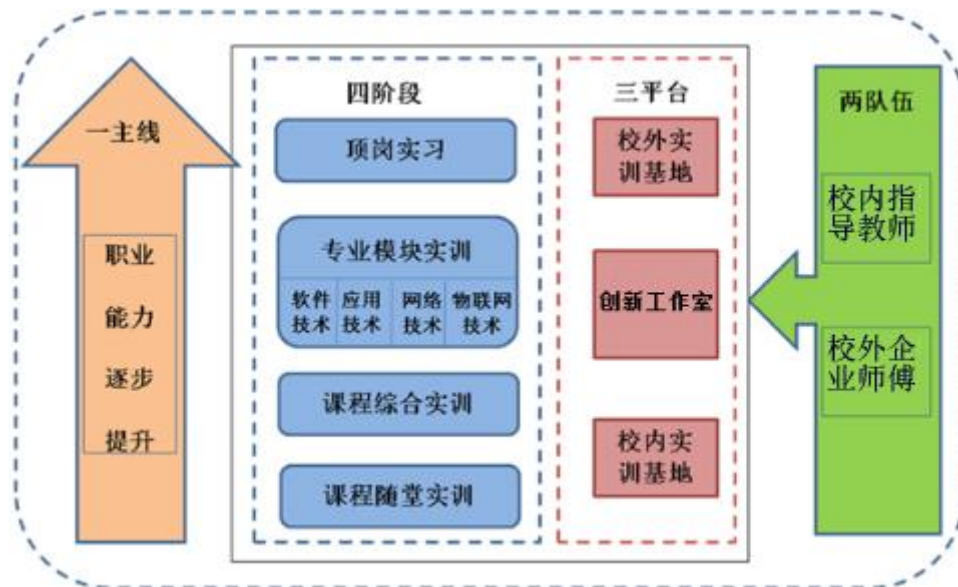 一主线
职业
能力
逐步
提升
四阶段
顶岗实习
专业模块实训
软件 应用 网络 物联网
技术 技术 技术 技术
课程综合实训
课程随堂实训
三平台
校外实
训基地
创新工作室
校内实
训基地
两队伍
校内指
导教师
校外企
业师傅